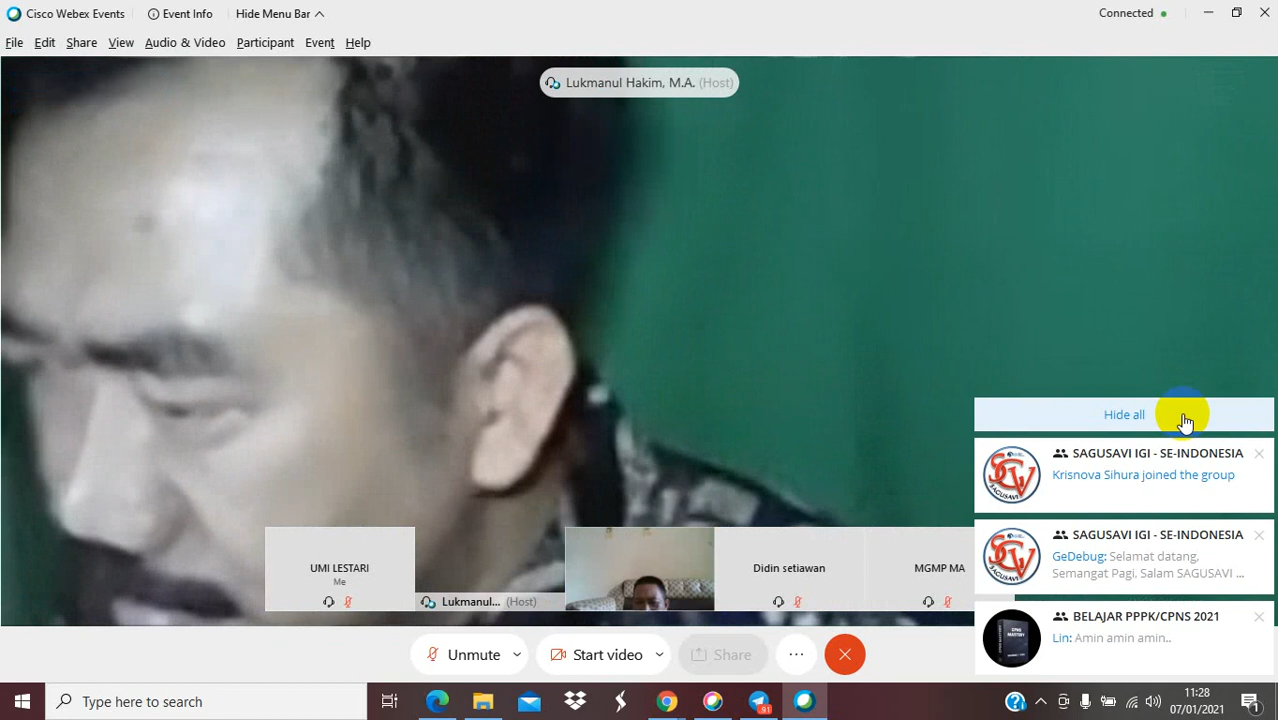 Cisco Webex Events
Event Info
Hide Menu Bar
Connected
File Edit Share View Audio & Video Participant Event Help
Lukmanul Hakim, M.A. (Host)
Hide all
SAGUSAVI IGI - SE-INDONESIA
Krisnova Sihura joined the group
SAGUSAVI IGI - SE-INDONESIA
GeDebug: Selamat datang,
Semangat Pagi, Salam SAGUSAVI ...
BELAJAR PPPK/CPNS 2021
Lin: Amin amin amin..
UMI LESTARI
Me
Lukmanul... (Host)
Didin setiawan
MGMP MA
Unmute
Start video
Share
Type here to search
91
11:28
07/01/2021
1